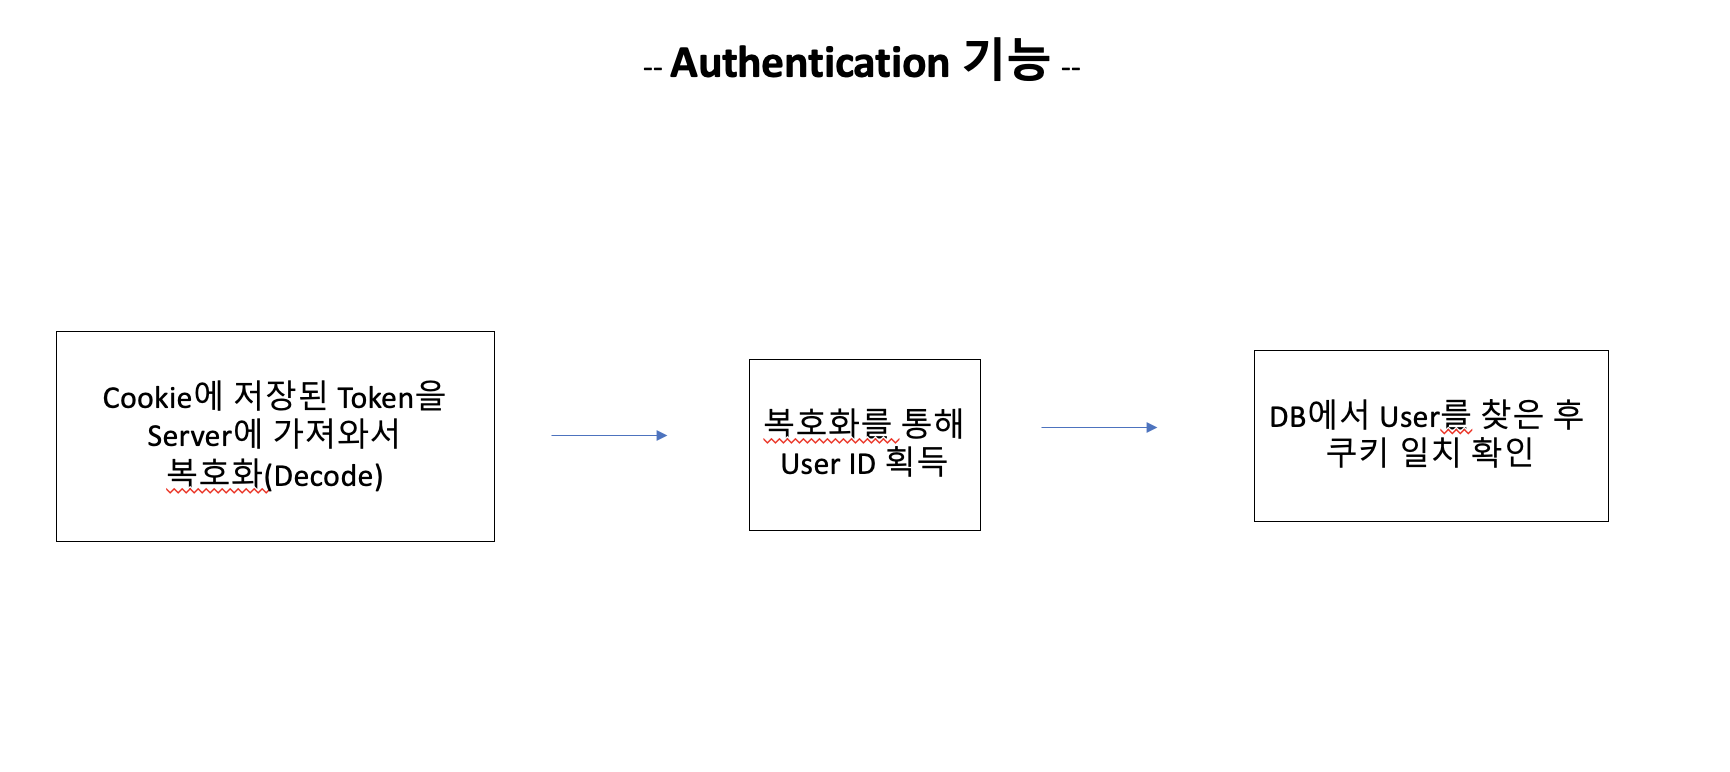 -- Authentication 기능 --
Cookie에 저장된 Token을
Server에 가져와서
복호화(Decode)
복호화를 통해
User ID 획득
DB에서 User를 찾은 후
쿠키 일치 확인